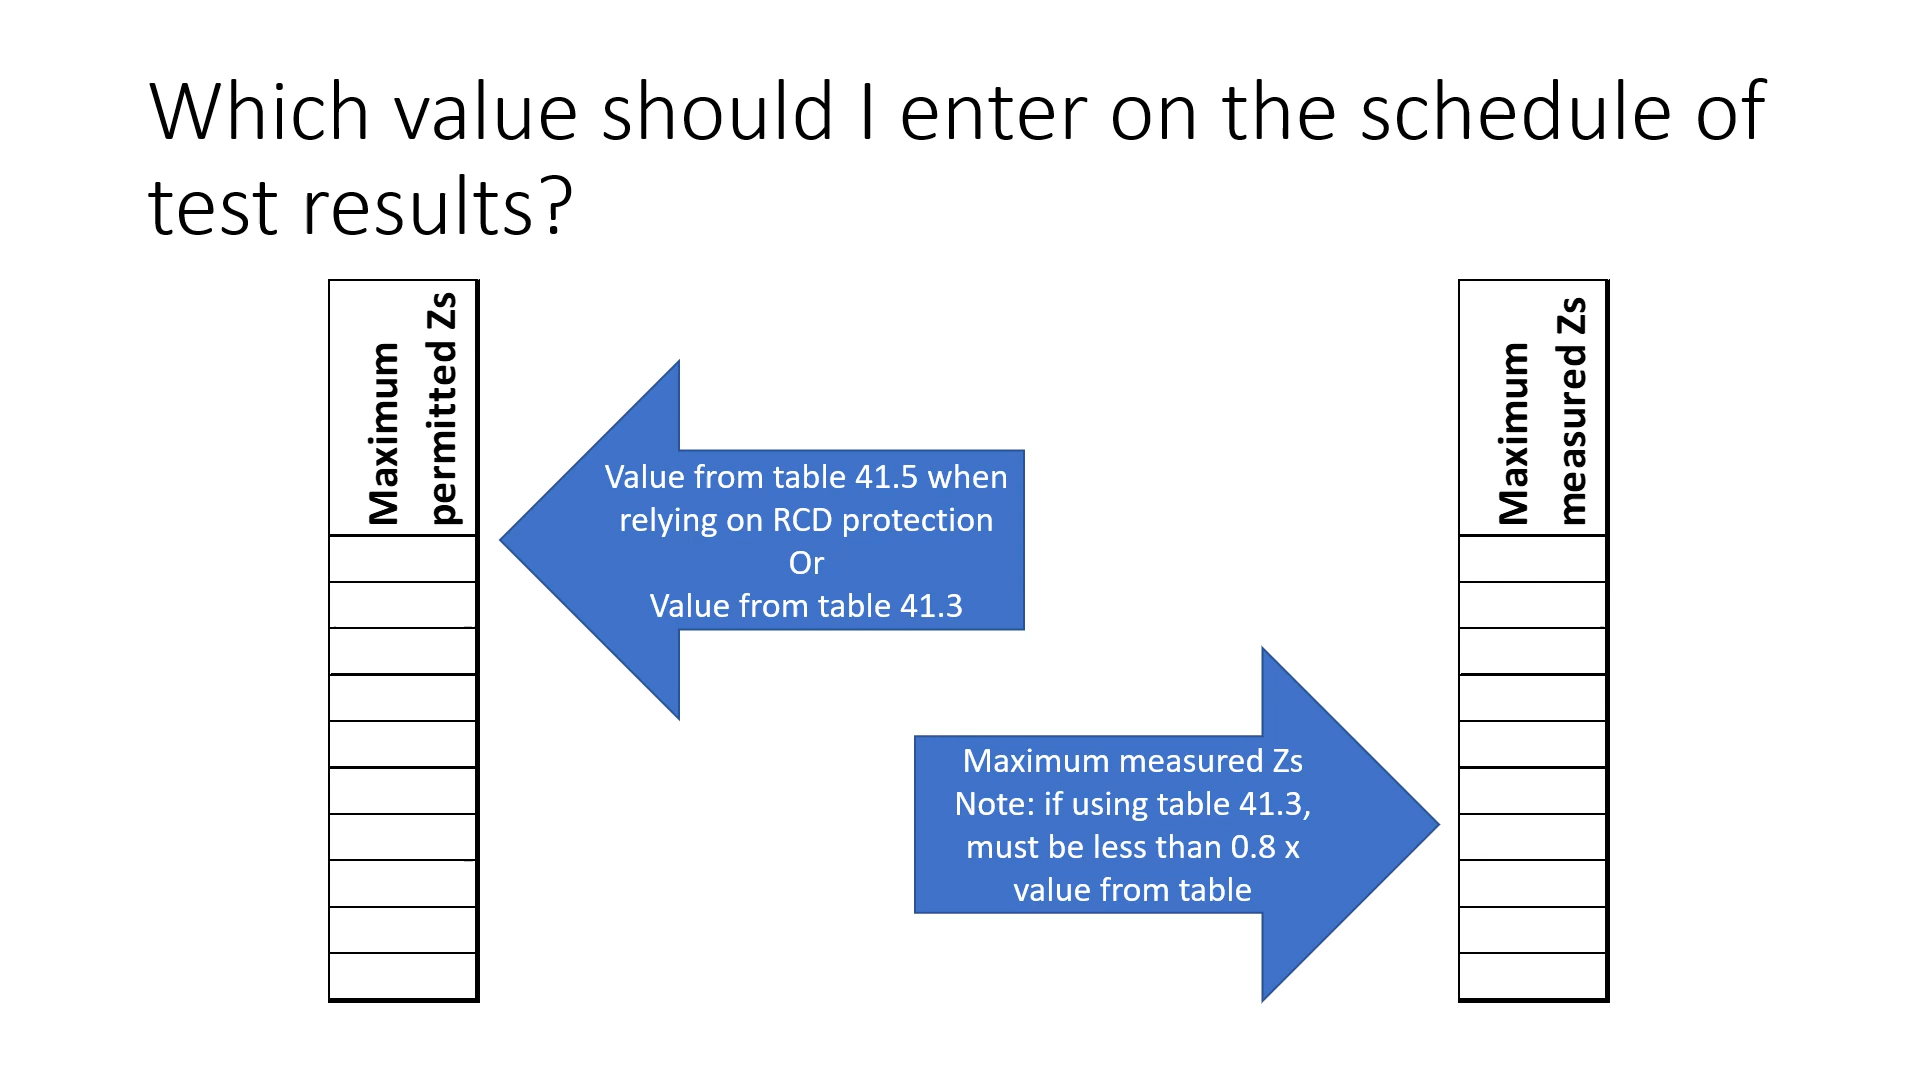 Which value should I enter on the schedule of
test results?
Maximum
permitted Zs
Value from table 41.5 when
relying on RCD protection
Or
Value from table 41.3
Maximum measured Zs
Note: if using table 41.3,
must be less than 0.8 x
value from table
Maximum
measured Zs